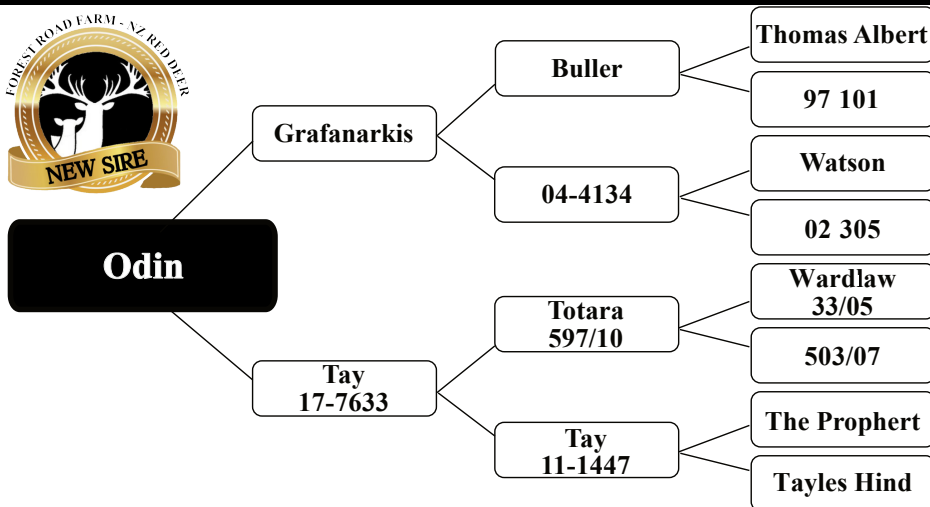 FOREST ROAD FARM - NZ RED DEER
NEW SIRE
Odin
Grafanarkis
Tay
17-7633
Buller
04-4134
Totara
597/10
Tay
11-1447
Thomas Albert
97 101
Watson
02 305
Wardlaw
33/05
503/07
The Prophert
Tayles Hind